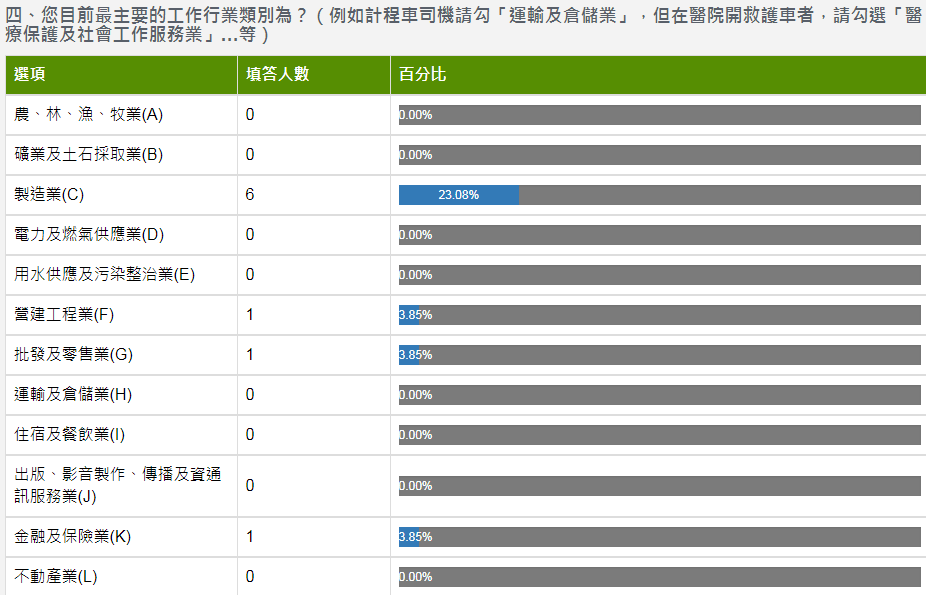 四、您目前最主要的工作行業類別為？（例如計程車司機請勾「運輸及倉儲業」，但在醫院開救護車者，請勾選「醫
療保護及社會工作服務業」…等）
選項 填答人數 百分比
農、林、漁、牧業(A) 0 0.00%
礦業及土石採取業(B) 0 0.00%
製造業(C) 6 23.08%
電力及燃氣供應業(D) 0 0.00%
用水供應及污染整治業(E) 0 0.00%
營建工程業(F) 1 3.85%
批發及零售業(G) 1 3.85%
運輸及倉儲業(H) 0 0.00%
住宿及餐飲業(I) 0 0.00%
出版、影音製作、傳播及資通
訊服務業(J) 0 0.00%
金融及保險業(K) 1 3.85%
不動產業(L) 0 0.00%